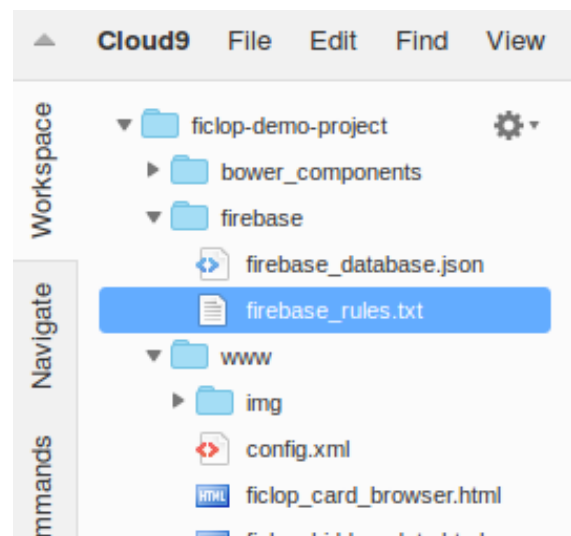 Cloud9 File Edit Find View
Workspace
Navigate
ficlop-demo-project
bower_components
firebase
firebase_database.json
firebase_rules.txt
www
img
config.xml
HTML ficlop_card_browser.html